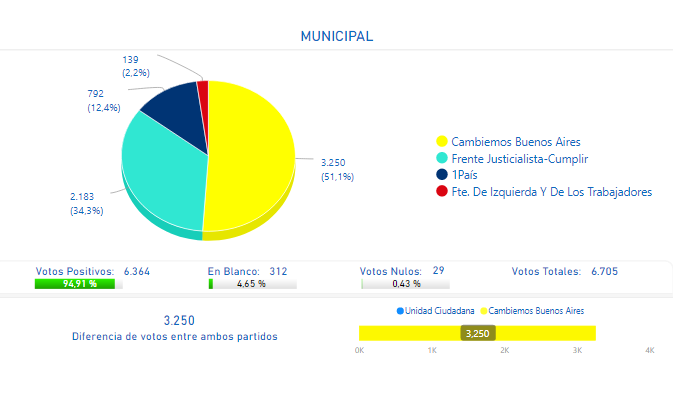 MUNICIPAL
139
(2,2%)
792
(12,4%)
3.250
(51,1%)
2.183
(34,3%)
Cambiemos Buenos Aires
Frente Justicialista-Cumplir
1País
Fte. De Izquierda Y De Los Trabajadores
Votos Positivos: 6.364
94,91 %
En Blanco: 312
4,65 %
Votos Nulos: 29
0,43 %
Votos Totales: 6.705
3.250
Diferencia de votos entre ambos partidos
Unidad Ciudadana Cambiemos Buenos Aires
3,250
0K 1K 2K 3K 4K